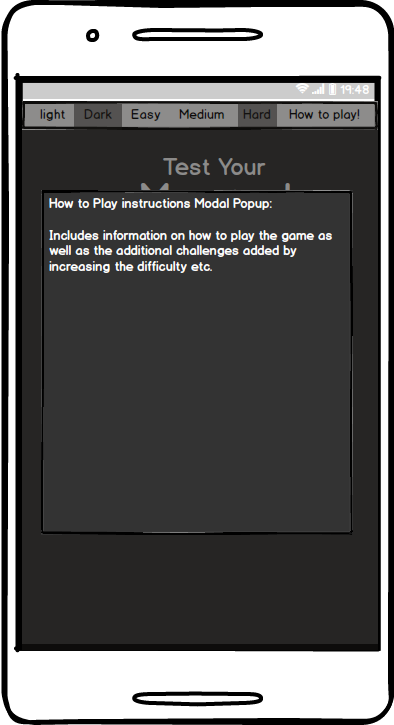 19:48
light Dark Easy Medium Hard How to play!
Test Your
How to Play instructions Modal Popup:
Includes information on how to play the game as
well as the additional challenges added by
increasing the difficulty etc.